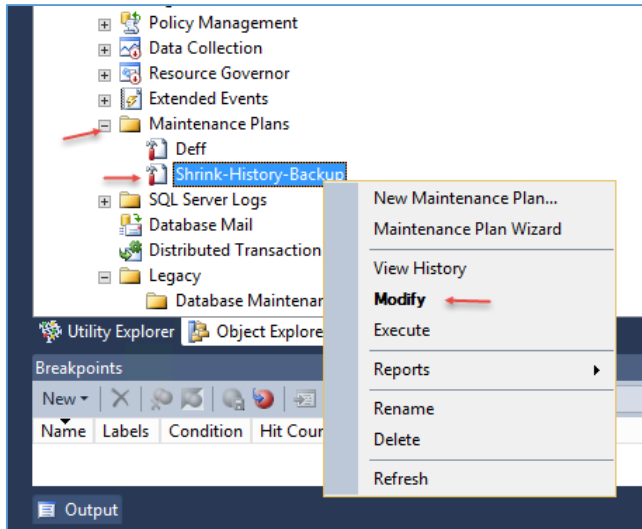 Policy Management
Data Collection
Resource Governor
Extended Events
Maintenance Plans
Deff
Shrink-History-Backup
SQL Server Logs
Database Mail
Distributed Transaction
Legacy
Database Maintenan
New Maintenance Plan...
Maintenance Plan Wizard
View History
Modify
Execute
Reports
Rename
Delete
Refresh
Utility Explorer Object Explore
Breakpoints
New
Name Labels Condition Hit Coun
Output